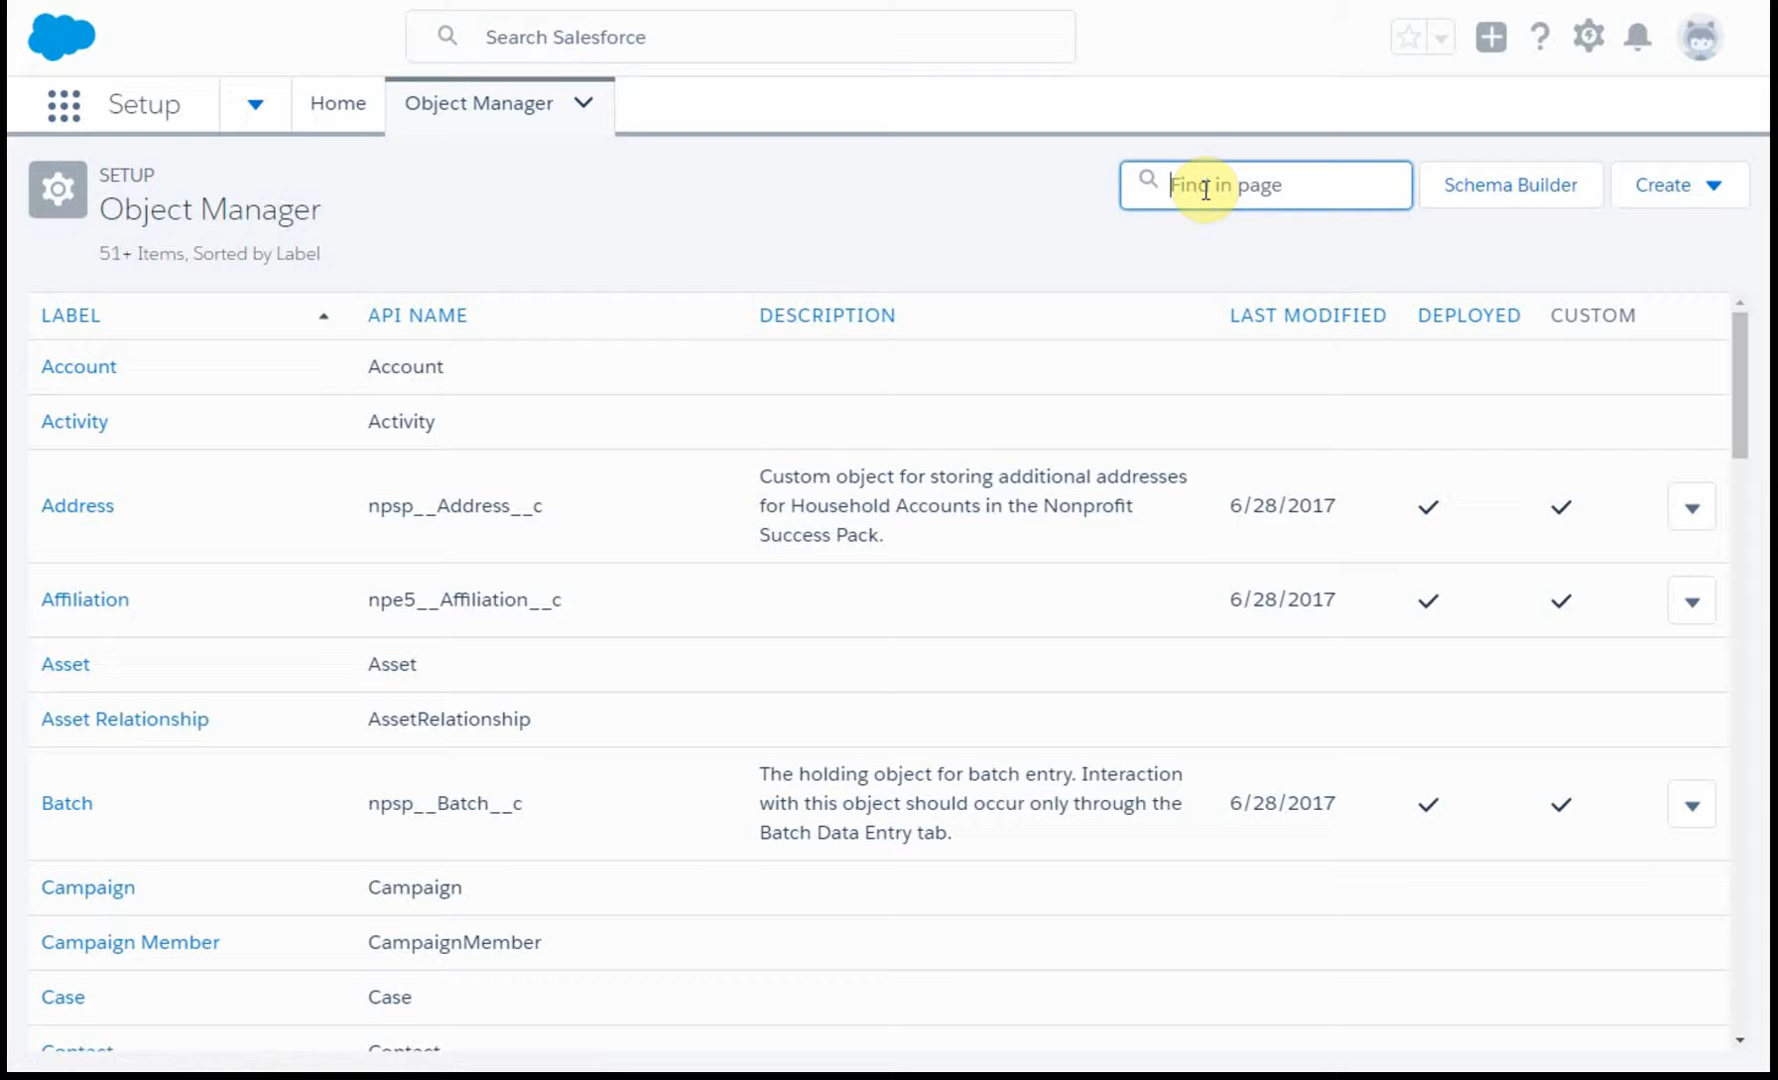 Search Salesforce
Setup
Home
Object Manager
SETUP
Object Manager
51+ Items, Sorted by Label
Find in page
Schema Builder
Create
LABEL API NAME DESCRIPTION LAST MODIFIED DEPLOYED CUSTOM
Account Account
Activity Activity
Address npsp__Address__c
Custom object for storing additional addresses
for Household Accounts in the Nonprofit
Success Pack.
6/28/2017
Affiliation npe5__Affiliation__c 6/28/2017
Asset Asset
Asset Relationship AssetRelationship
Batch npsp__Batch__c
The holding object for batch entry. Interaction
with this object should occur only through the
Batch Data Entry tab.
6/28/2017
Campaign Campaign
Campaign Member CampaignMember
Case Case
Contact Contact